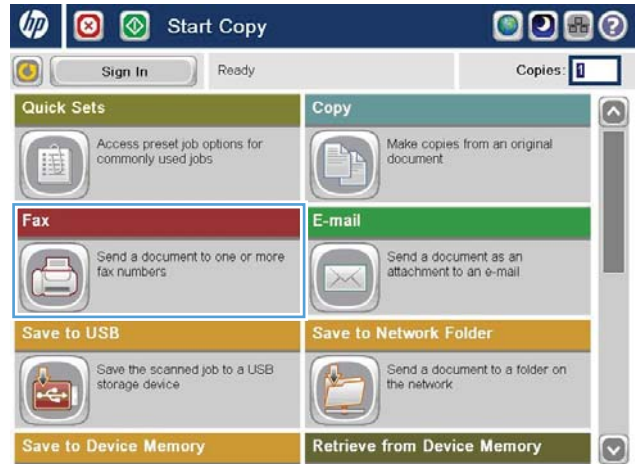 hp
Start Copy
?
Sign In
Ready
Copies: 1
Quick Sets
Copy
Access preset job options for
commonly used jobs
Make copies from an original
document
Fax
E-mail
Send a document to one or more
fax numbers
Send a document as an
attachment to an e-mail
Save to USB
Save to Network Folder
Save the scanned job to a USB
storage device
Send a document to a folder on
the network
Save to Device Memory
Retrieve from Device Memory